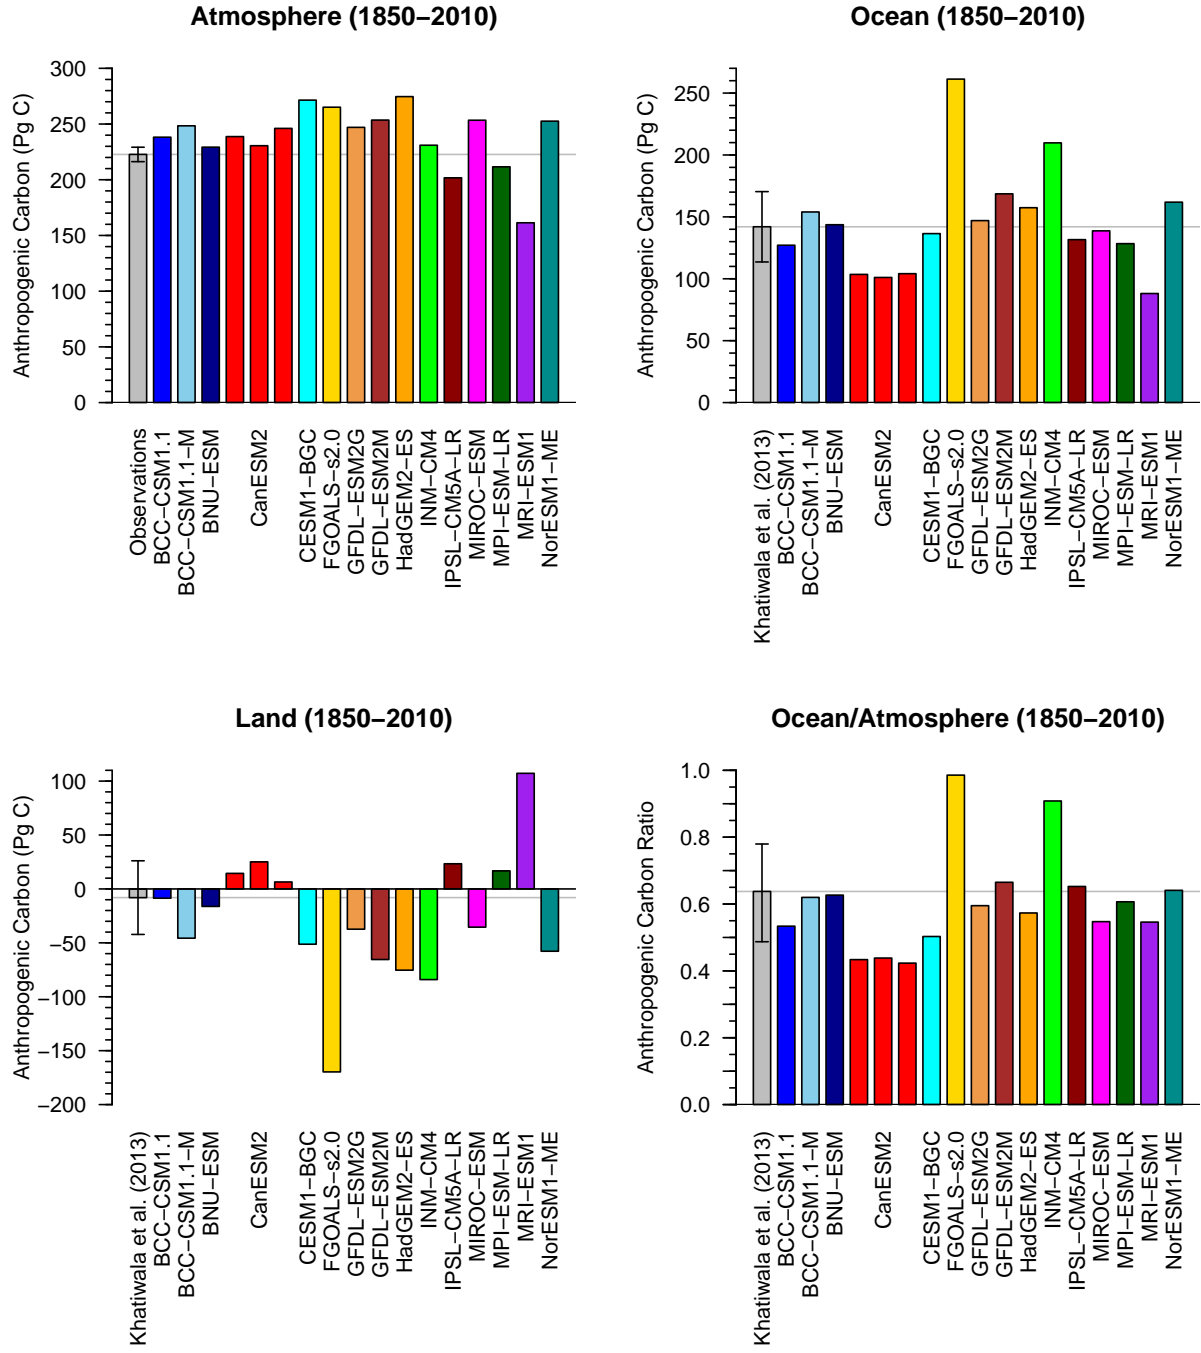 Atmosphere (1850−2010)
Anthropogenic Carbon (Pg C)
300
250
200
150
100
50
0
Observations
BCC−CSM1.1
BCC−CSM1.1−M
BNU−ESM
CanESM2
CESM1−BGC
FGOALS−s2.0
GFDL−ESM2G
GFDL−ESM2M
HadGEM2−ES
INM−CM4
IPSL−CM5A−LR
MIROC−ESM
MPI−ESM−LR
MRI−ESM1
NorESM1−ME
Ocean (1850−2010)
Anthropogenic Carbon (Pg C)
250
200
150
100
50
0
Khatiwala et al. (2013)
BCC−CSM1.1
BCC−CSM1.1−M
BNU−ESM
CanESM2
CESM1−BGC
FGOALS−s2.0
GFDL−ESM2G
GFDL−ESM2M
HadGEM2−ES
INM−CM4
IPSL−CM5A−LR
MIROC−ESM
MPI−ESM−LR
MRI−ESM1
NorESM1−ME
Land (1850−2010)
Anthropogenic Carbon (Pg C)
100
50
0
−50
−100
−150
−200
Khatiwala et al. (2013)
BCC−CSM1.1
BCC−CSM1.1−M
BNU−ESM
CanESM2
CESM1−BGC
FGOALS−s2.0
GFDL−ESM2G
GFDL−ESM2M
HadGEM2−ES
INM−CM4
IPSL−CM5A−LR
MIROC−ESM
MPI−ESM−LR
MRI−ESM1
NorESM1−ME
Ocean/Atmosphere (1850−2010)
Anthropogenic Carbon Ratio
1.0
0.8
0.6
0.4
0.2
0.0
Khatiwala et al. (2013)
BCC−CSM1.1
BCC−CSM1.1−M
BNU−ESM
CanESM2
CESM1−BGC
FGOALS−s2.0
GFDL−ESM2G
GFDL−ESM2M
HadGEM2−ES
INM−CM4
IPSL−CM5A−LR
MIROC−ESM
MPI−ESM−LR
MRI−ESM1
NorESM1−ME